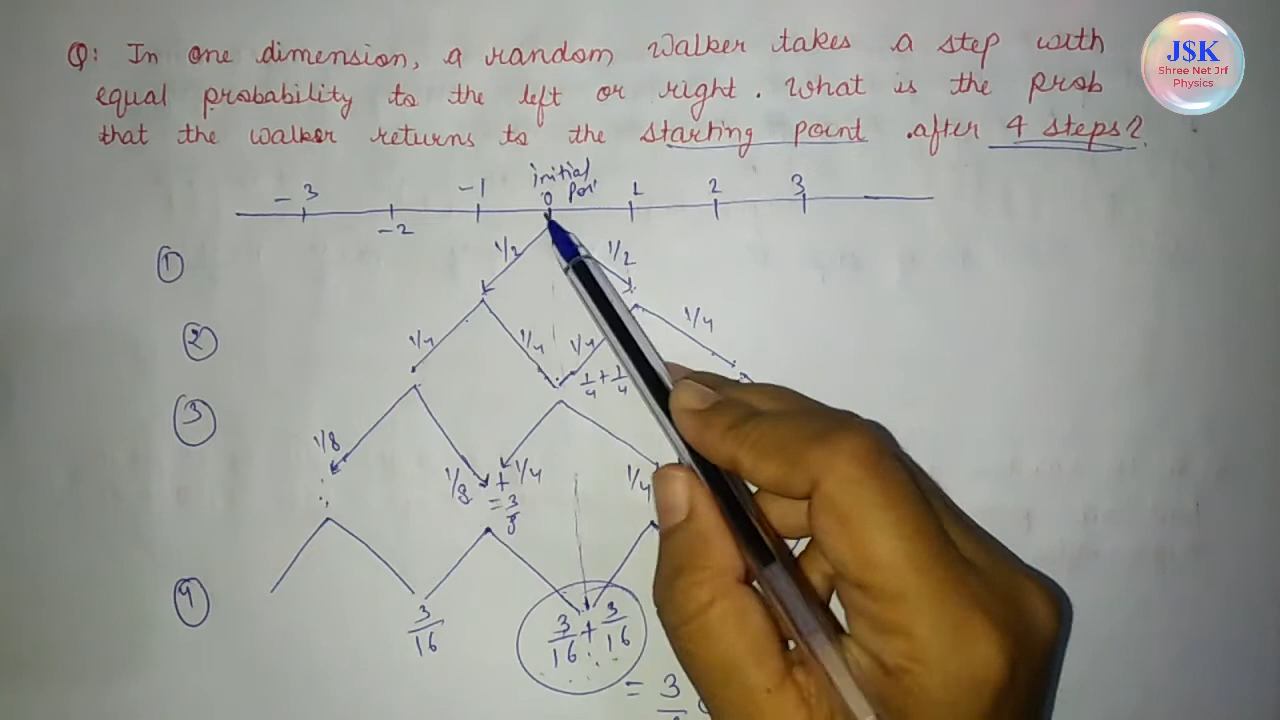 Q: In one dimension, a random Walker takes a step with
equal probability to the left or right. What is the prob
that the walker returns to the starting point after 4 steps?
J$K
Shree Net Jrf
Physics
initial
-3 -2 -1 0 1 2 3
1
1/2 1/2
2
1/4 1/4 1/4 1/4
1/4 + 1/4
3
1/8 1/8 + 1/4 1/4
= 3/8
4
3/16 3/16 + 3/16
= 3